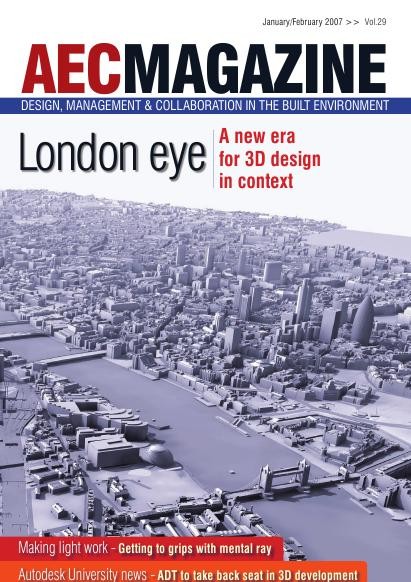 January/February 2007 >> Vol.29
AECMAGAZINE
DESIGN, MANAGEMENT & COLLABORATION IN THE BUILT ENVIRONMENT
London eye
A new era
for 3D design
in context
Making light work - Getting to grips with mental ray
Autodesk University news - ADT to take back seat in 3D development